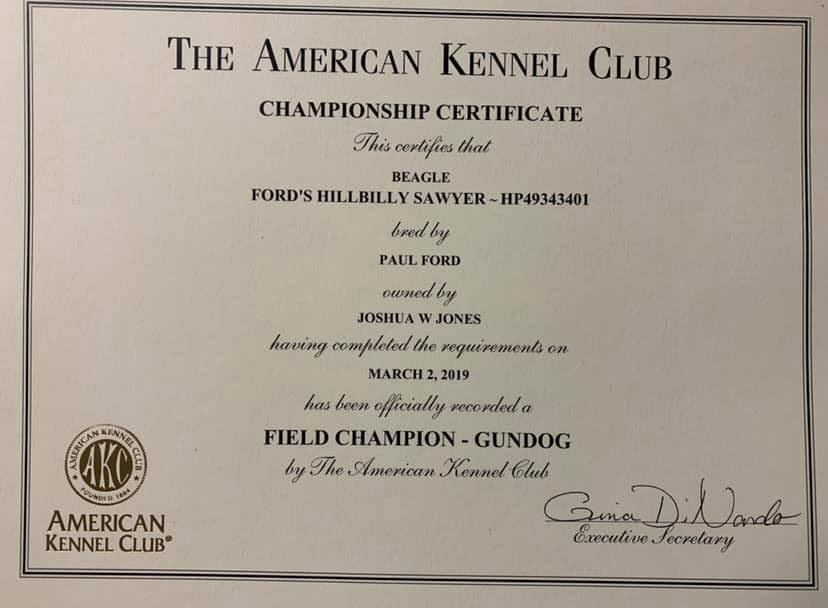 THE AMERICAN KENNEL CLUB
CHAMPIONSHIP CERTIFICATE
This certifies that
BEAGLE
FORD'S HILLBILLY SAWYER ~ HP49343401
bred by
PAUL FORD
owned by
JOSHUA W JONES
having completed the requirements on
MARCH 2, 2019
has been officially recorded a
FIELD CHAMPION - GUNDOG
by The American Kennel Club
AMERICAN KENNEL CLUB
AKC
FOUNDED 1884
AMERICAN
KENNEL CLUB®
Gina DiNardo
Executive Secretary